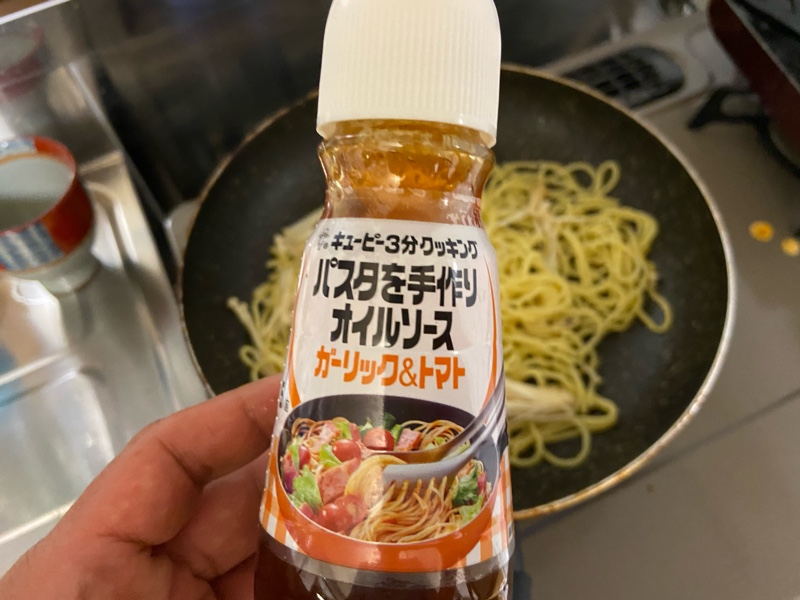 キューピー3分クッキング
パスタを手作り
オイルソース
ガーリック&トマト